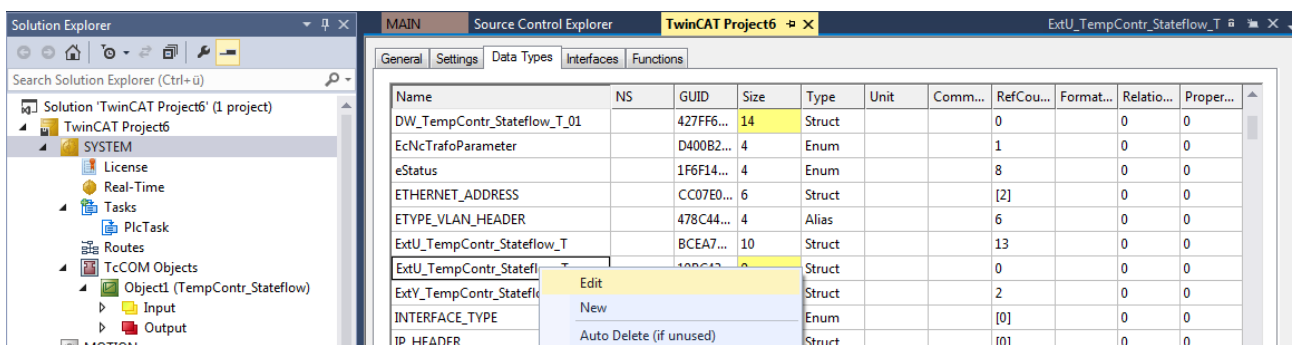 Solution Explorer
Search Solution Explorer (Ctrl+ü)
Solution 'TwinCAT Project6' (1 project)
TwinCAT Project6
SYSTEM
License
Real-Time
Tasks
PlcTask
Routes
TcCOM Objects
Object1 (TempContr_Stateflow)
Input
Output
MAIN Source Control Explorer TwinCAT Project6 ExtU_TempContr_Stateflow_T
General Settings Data Types Interfaces Functions
Name NS GUID Size Type Unit Comm... RefCou... Format... Relatio... Proper...
DW_TempContr_Stateflow_T_01 427FF6... 14 Struct 0 0 0
EcNcTrafoParameter D400B2... 4 Enum 1 0 0
eStatus 1F6F14... 4 Enum 8 0 0
ETHERNET_ADDRESS CC07E0... 6 Struct [2] 0 0
ETYPE_VLAN_HEADER 478C44... 4 Alias 6 0 0
ExtU_TempContr_Stateflow_T BCEA7... 10 Struct 13 0 0
Struct 0 0 0
Struct 2 0 0
INTERFACE_TYPE Enum [0] 0 0
IP_HEADER Struct [0] 0 0
Edit
New
Auto Delete (if unused)